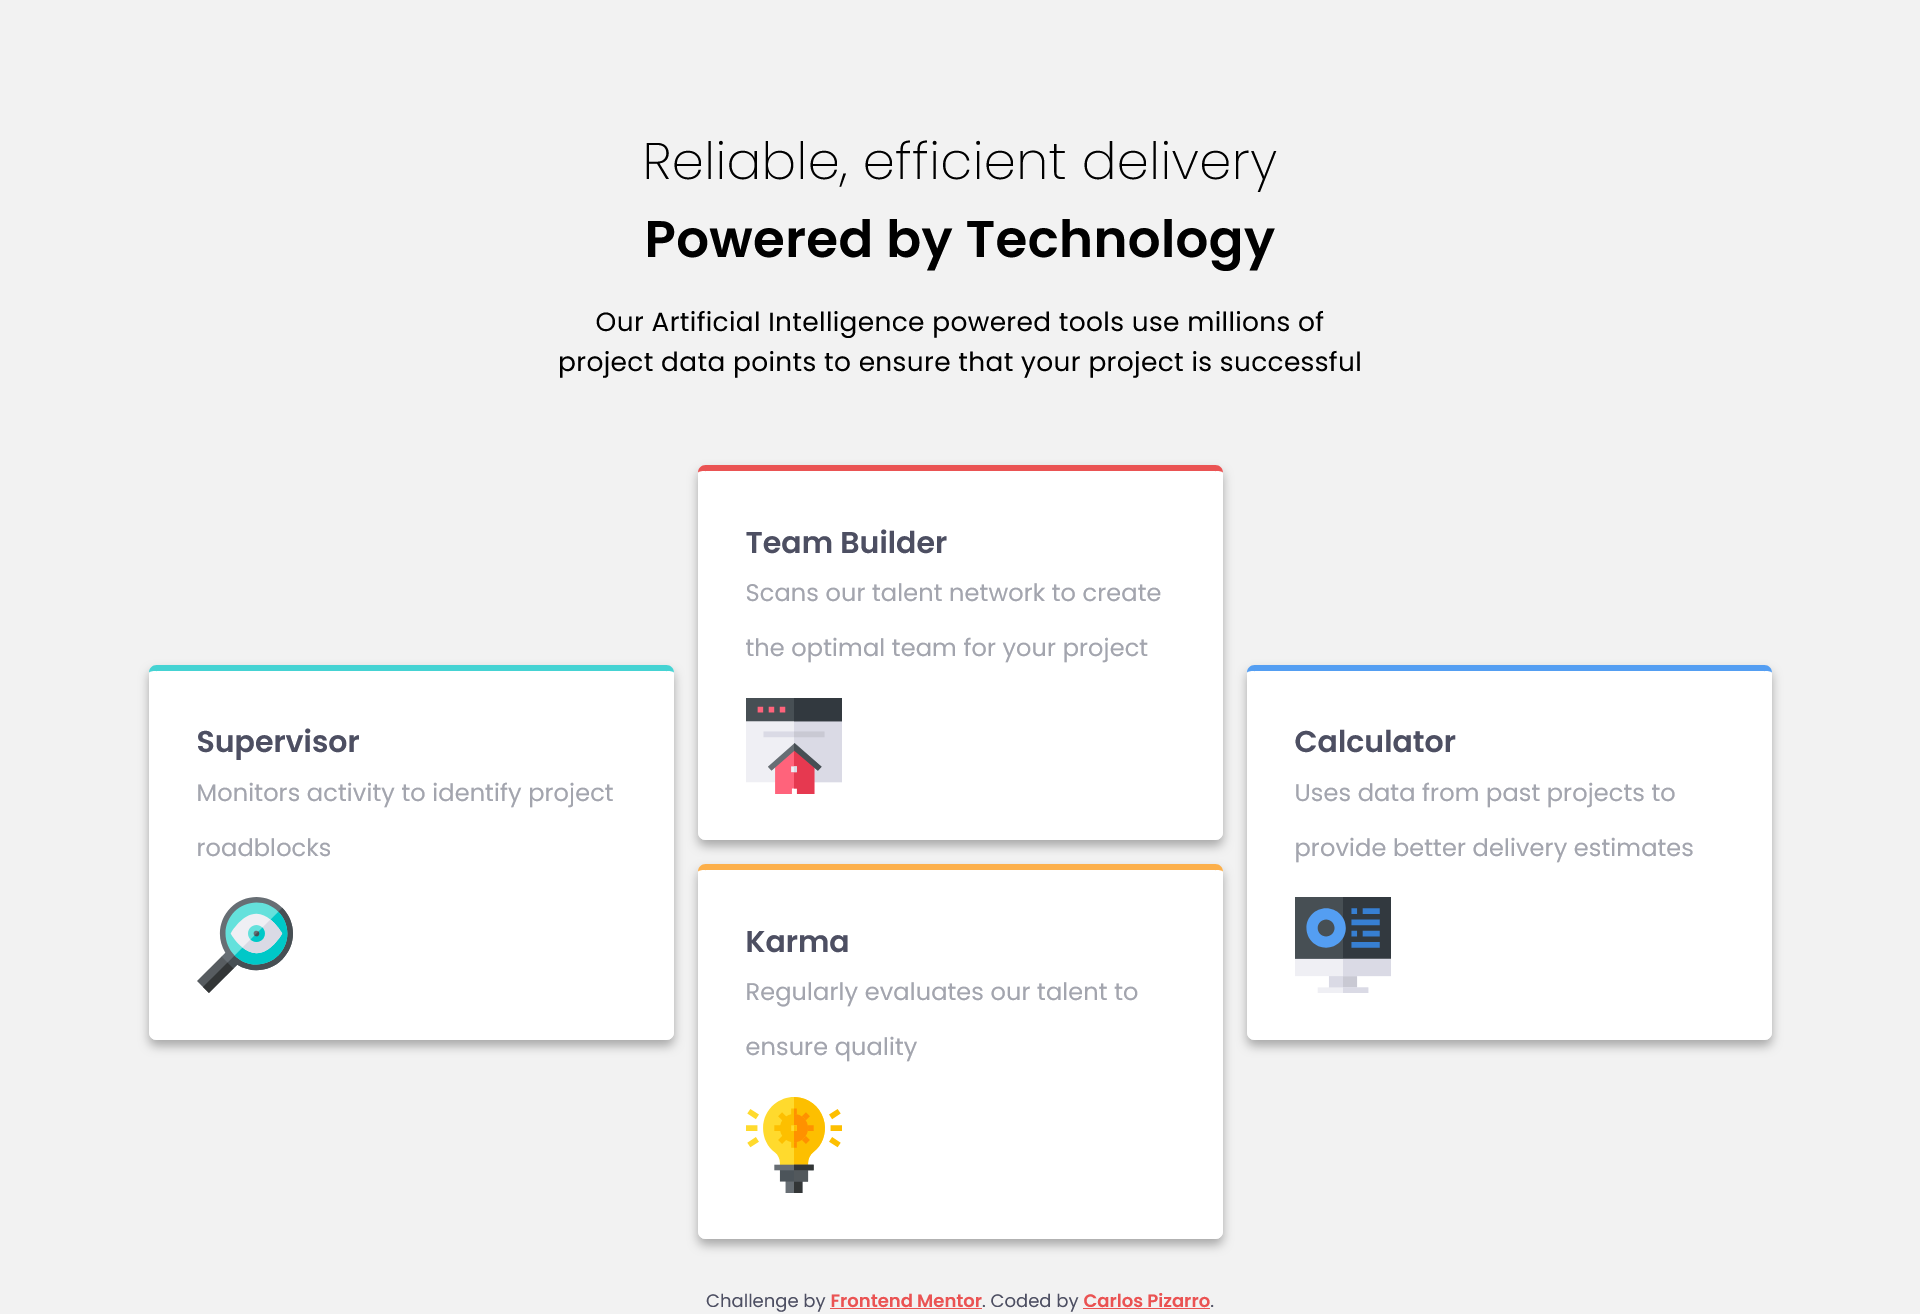 Reliable, efficient delivery
Powered by Technology
Our Artificial Intelligence powered tools use millions of
project data points to ensure that your project is successful
Team Builder
Scans our talent network to create
the optimal team for your project
Supervisor
Monitors activity to identify project
roadblocks
Calculator
Uses data from past projects to
provide better delivery estimates
Karma
Regularly evaluates our talent to
ensure quality
Challenge by Frontend Mentor. Coded by Carlos Pizarro.